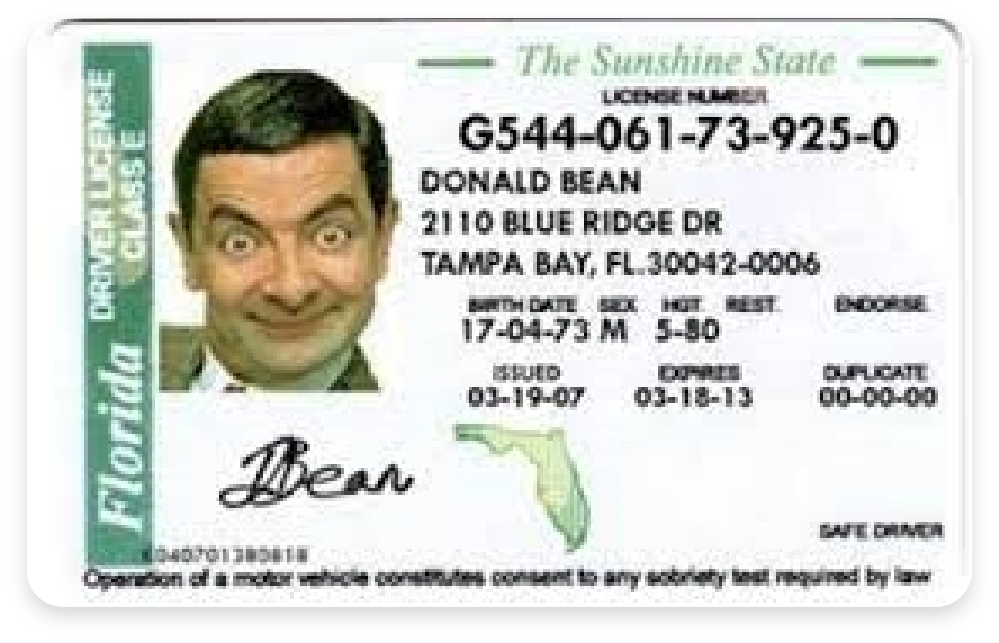 The Sunshine State
LICENSE NUMBER
G544-061-73-925-0
DONALD BEAN
2110 BLUE RIDGE DR
TAMPA BAY, FL.30042-0006
BIRTH DATE SEX HGT. REST. ENDORSE.
17-04-73 M 5-80
ISSUED EXPIRES DUPLICATE
03-19-07 03-18-13 00-00-00
DRIVER LICENSE
CLASS E
Florida
DBean
SAFE DRIVER
Operation of a motor vehicle constitutes consent to any sobriety test required by law